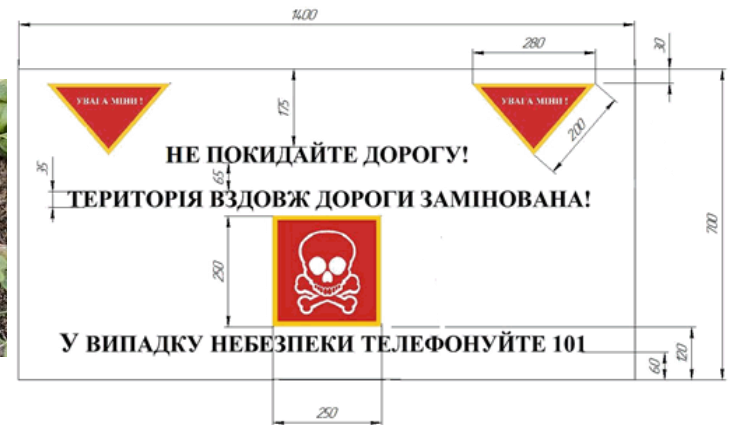 1400
280
30
УВАГА МІНИ !
УВАГА МІНИ !
175
200
НЕ ПОКИДАЙТЕ ДОРОГУ!
35
65
ТЕРИТОРІЯ ВЗДОВЖ ДОРОГИ ЗАМІНОВАНА!
700
250
У ВИПАДКУ НЕБЕЗПЕКИ ТЕЛЕФОНУЙТЕ 101
60
120
250